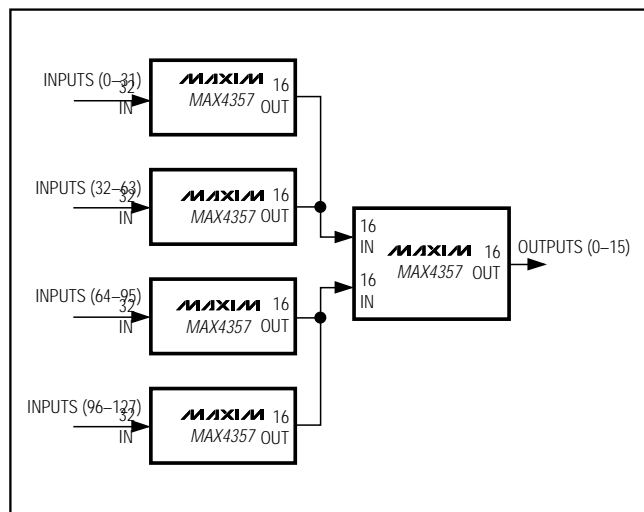 INPUTS (0–31)
32
IN
MAXIM
MAX4357
16
OUT
INPUTS (32–63)
32
IN
MAXIM
MAX4357
16
OUT
16
IN
MAXIM
MAX4357
16
OUT
OUTPUTS (0–15)
16
IN
INPUTS (64–95)
32
IN
MAXIM
MAX4357
16
OUT
INPUTS (96–127)
32
IN
MAXIM
MAX4357
16
OUT